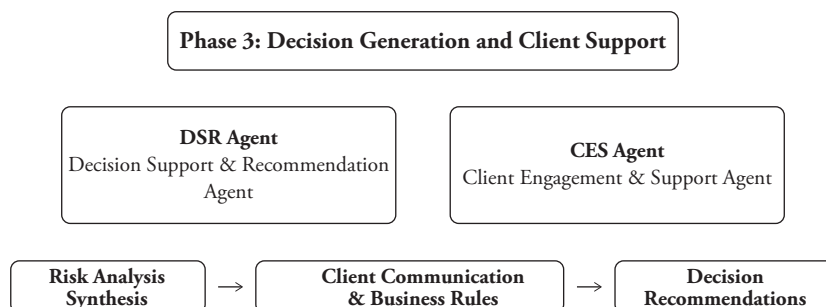 Phase 3: Decision Generation and Client Support
DSR Agent
Decision Support & Recommendation
Agent
CES Agent
Client Engagement & Support Agent
Risk Analysis
Synthesis
→
Client Communication
& Business Rules
→
Decision
Recommendations